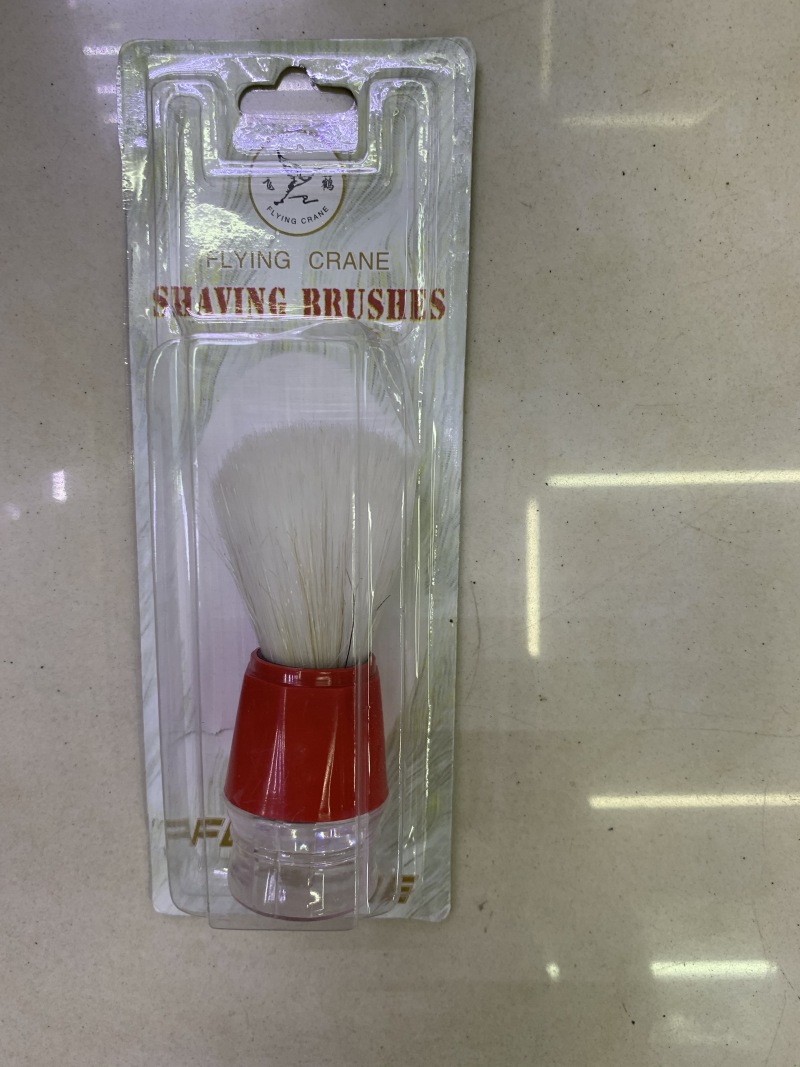 飞 鹤
FLYING CRANE
FLYING CRANE
SHAVING BRUSHES